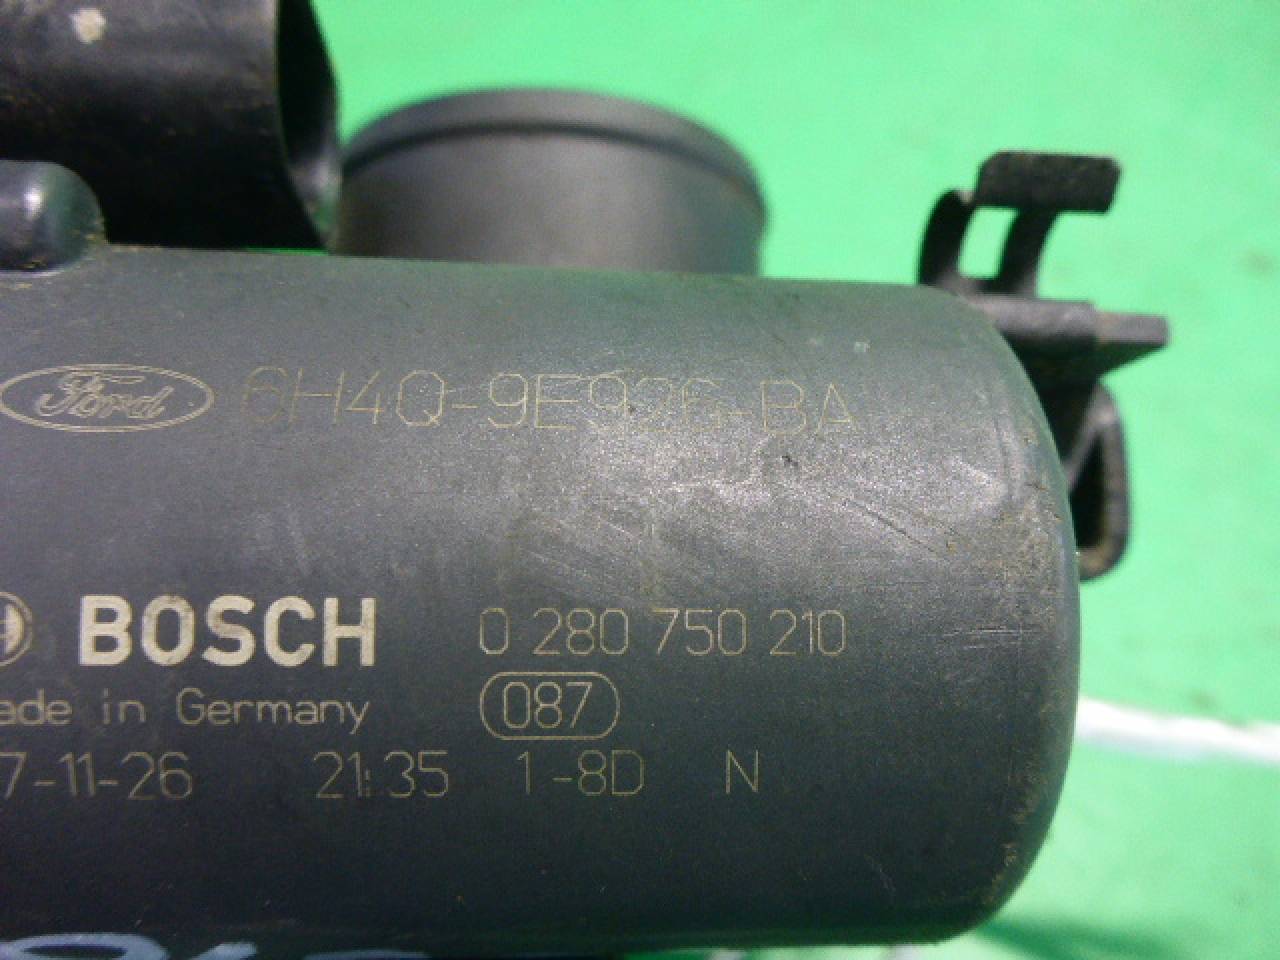 Ford 6H4Q-9E926-BA
BOSCH 0 280 750 210
ade in Germany 087
7-11-26 21:35 1-8D N